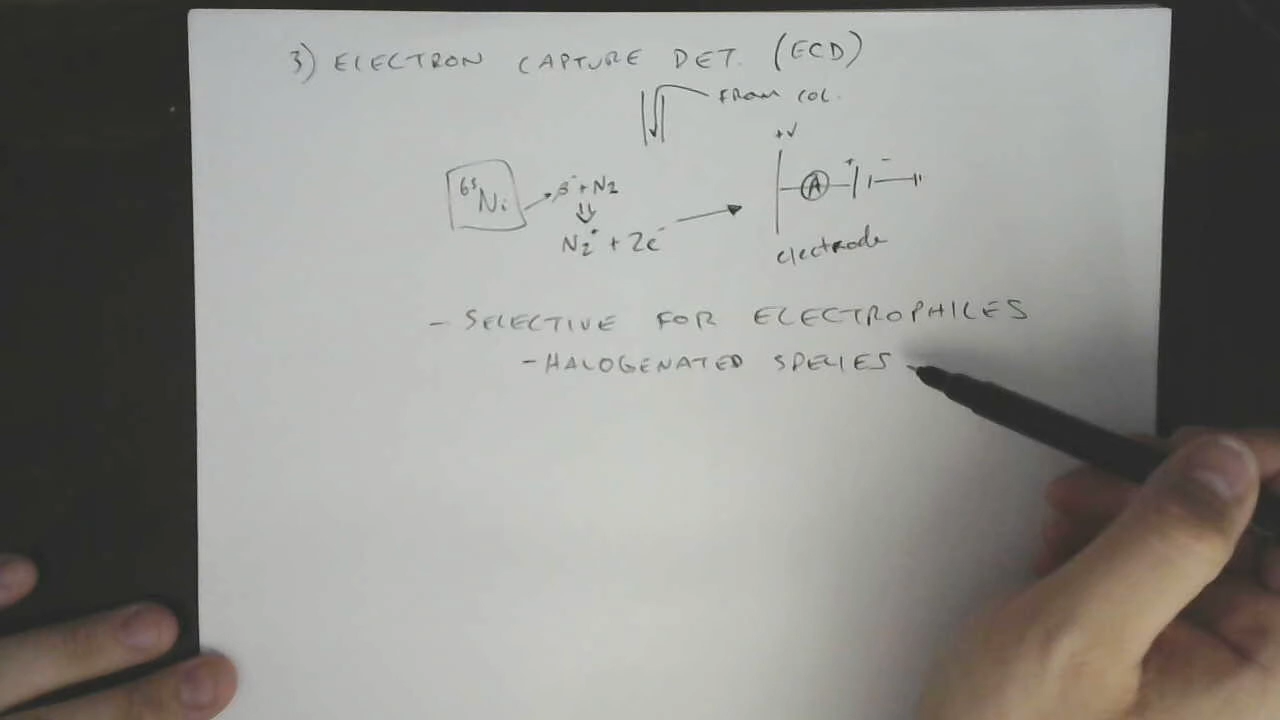 3) ELECTRON CAPTURE DET. (ECD)
FROM COL.
+V
63Ni
β⁻ + N2
+ -
A
⇓
N2⁺ + 2e⁻
electrode
- SELECTIVE FOR ELECTROPHILES
- HALOGENATED SPECIES